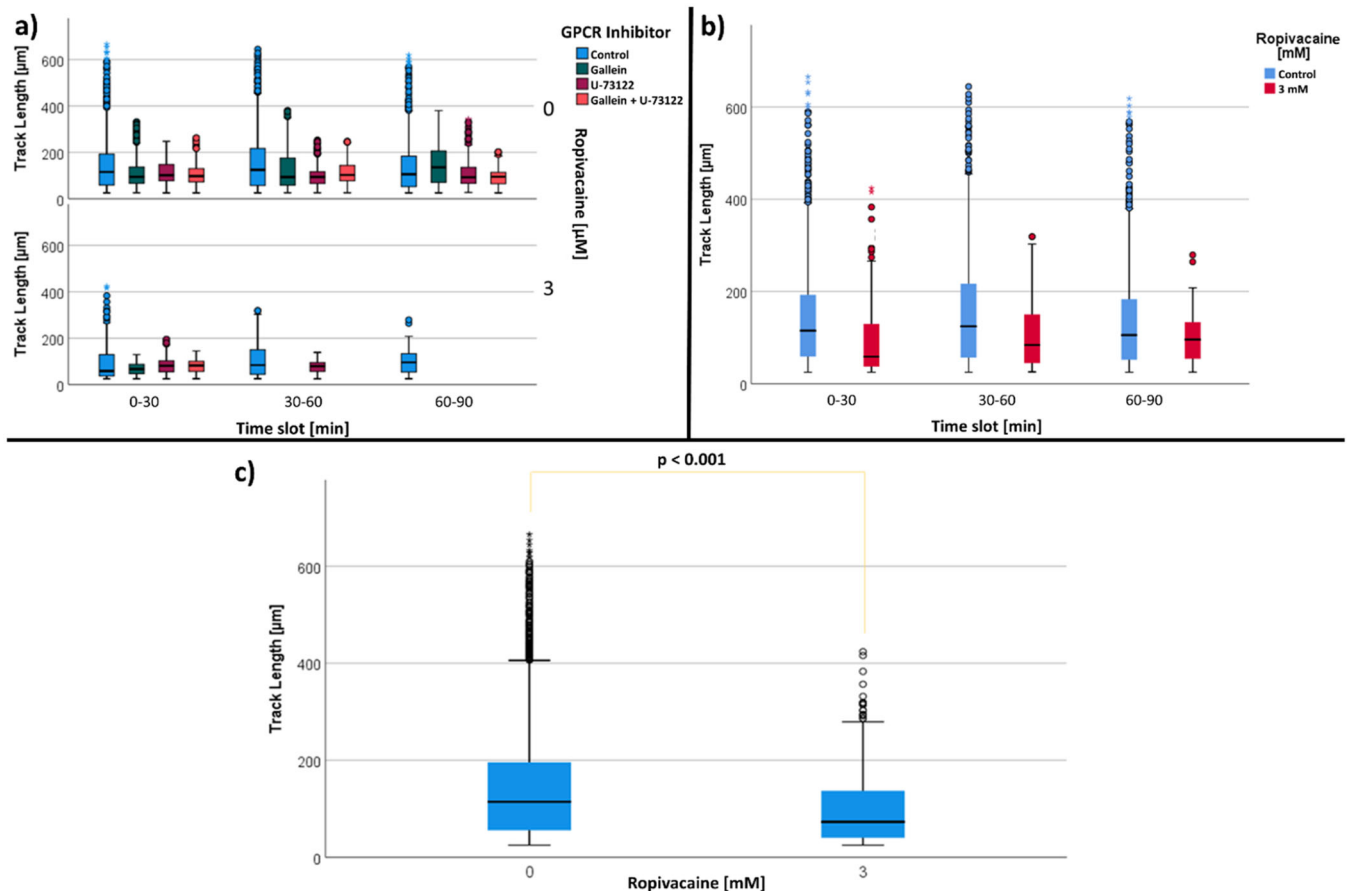 a)
Track Length [µm]
600
400
200
0
GPCR Inhibitor
Control
Gallein
U-73122
Gallein + U-73122
0
Ropivacaine [µM]
3
Track Length [µm]
600
400
200
0
0-30 30-60 60-90
Time slot [min]
b)
Track Length [µm]
600
400
200
0
Ropivacaine
[mM]
Control
3 mM
0-30 30-60 60-90
Time slot [min]
c)
p < 0.001
Track Length [µm]
600
400
200
0
0 3
Ropivacaine [mM]